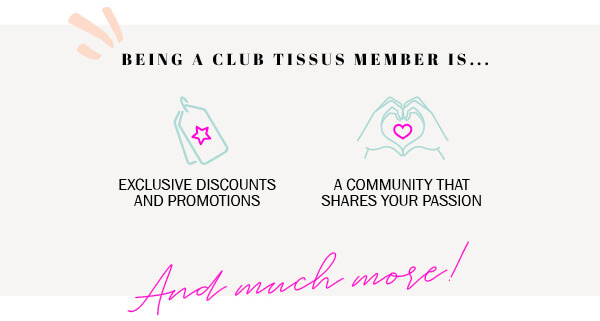 BEING A CLUB TISSUS MEMBER IS...
EXCLUSIVE DISCOUNTS
AND PROMOTIONS
A COMMUNITY THAT
SHARES YOUR PASSION
And much more!